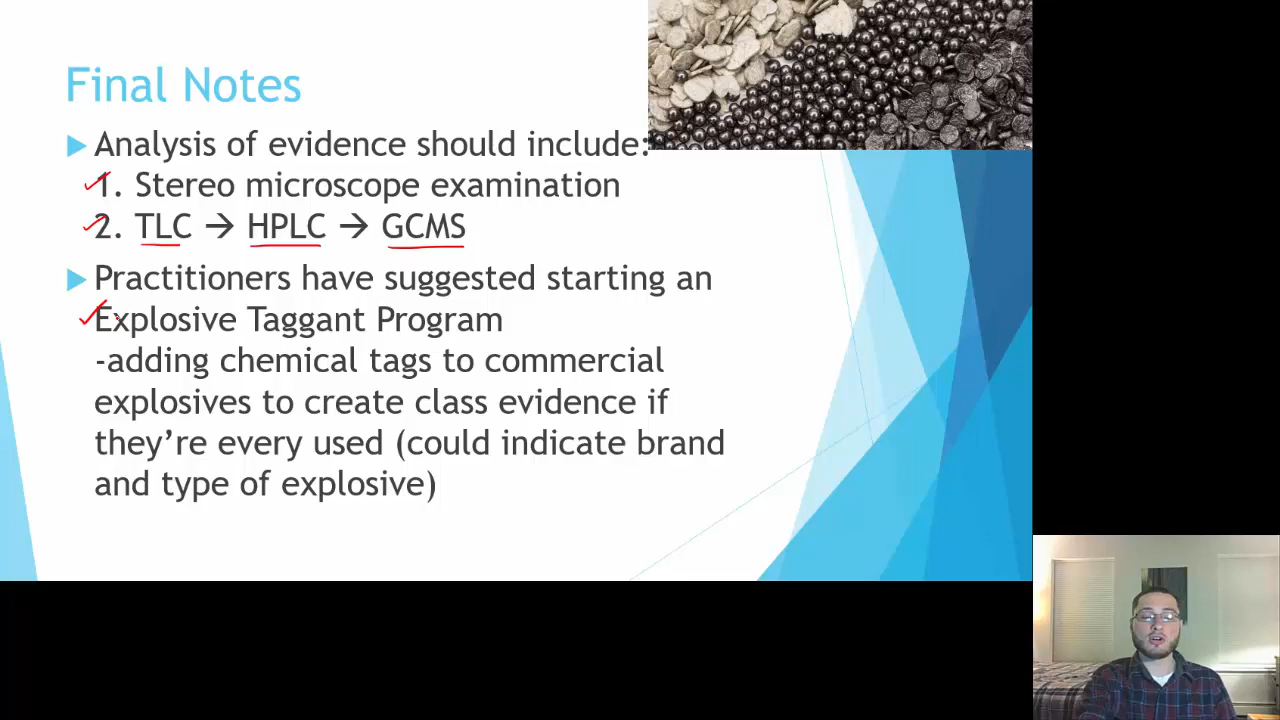 Final Notes
Analysis of evidence should include:
1. Stereo microscope examination
2. TLC → HPLC → GCMS
Practitioners have suggested starting an
Explosive Taggant Program
-adding chemical tags to commercial
explosives to create class evidence if
they’re every used (could indicate brand
and type of explosive)